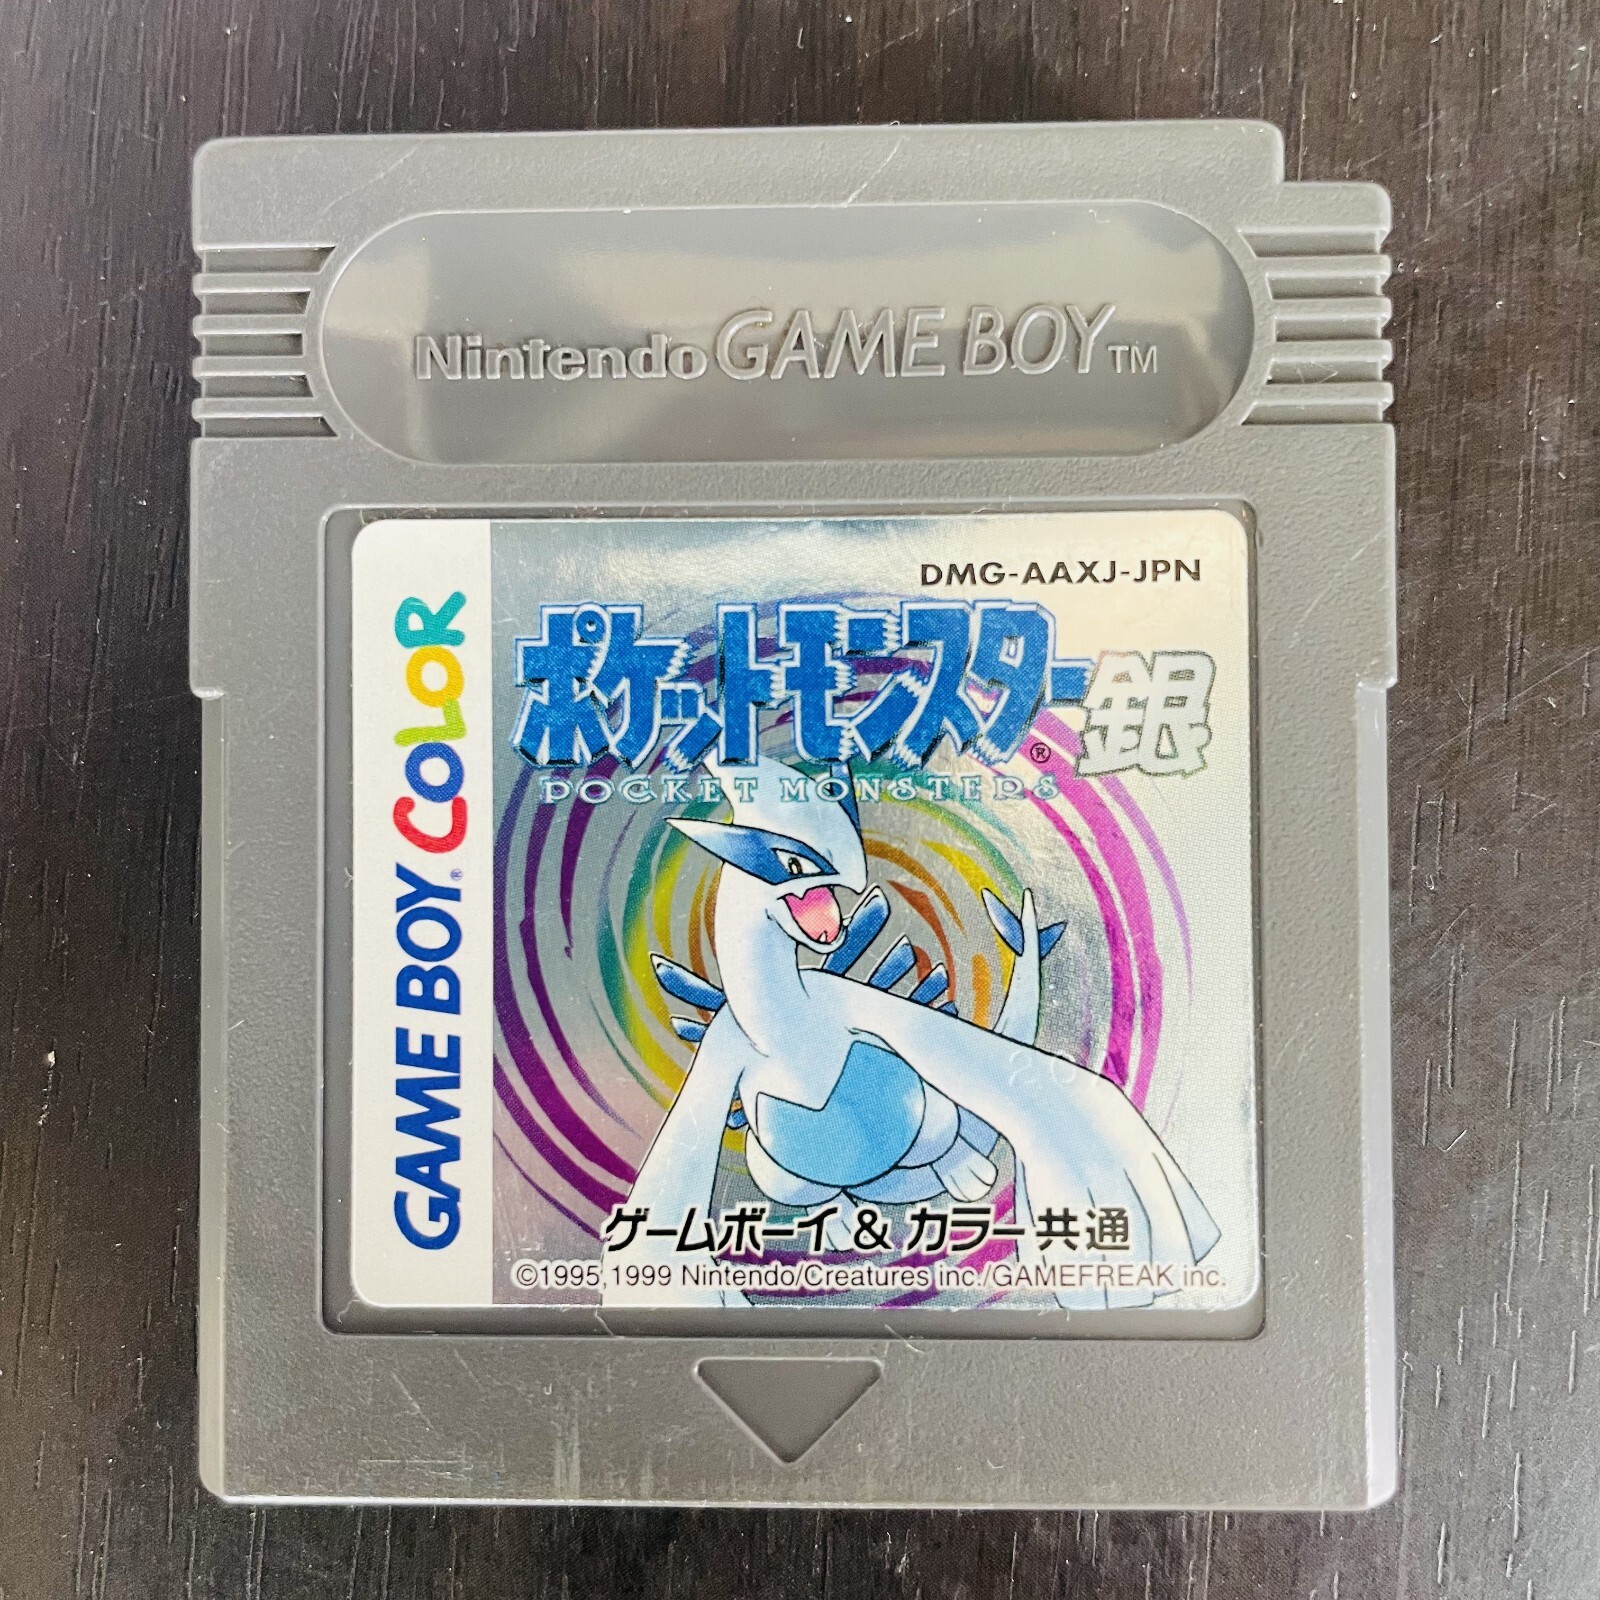 Nintendo GAME BOY TM
GAME BOY® COLOR
DMG-AAXJ-JPN
ポケットモンスター® 銀
POCKET MONSTERS
ゲームボーイ & カラー 共通
©1995,1999 Nintendo/Creatures inc./GAMEFREAK inc.